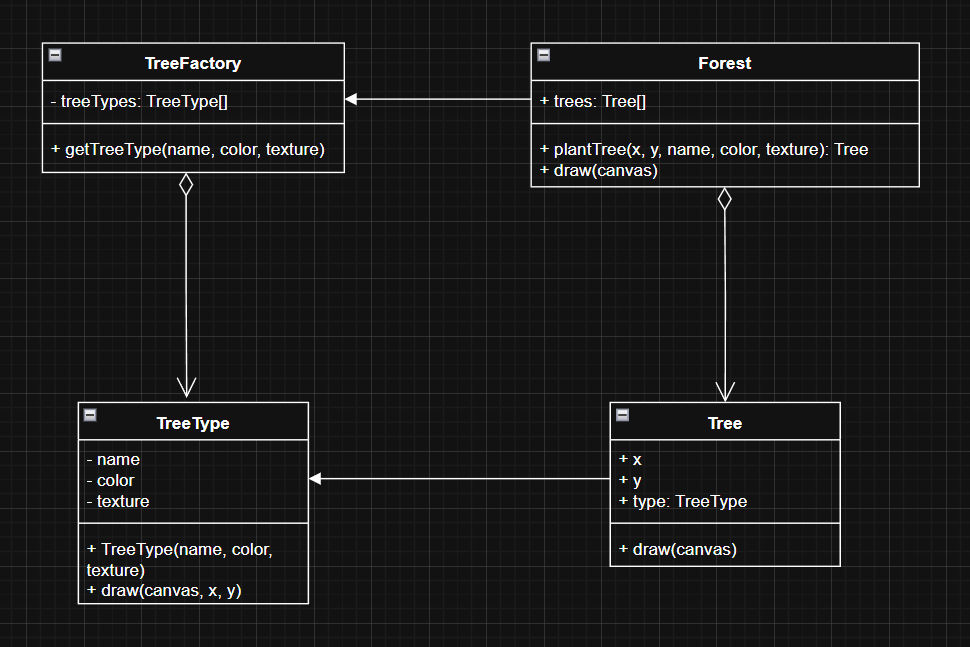 TreeFactory
- treeTypes: TreeType[]
+ getTreeType(name, color, texture)
Forest
+ trees: Tree[]
+ plantTree(x, y, name, color, texture): Tree
+ draw(canvas)
TreeType
- name
- color
- texture
+ TreeType(name, color,
texture)
+ draw(canvas, x, y)
Tree
+ x
+ y
+ type: TreeType
+ draw(canvas)